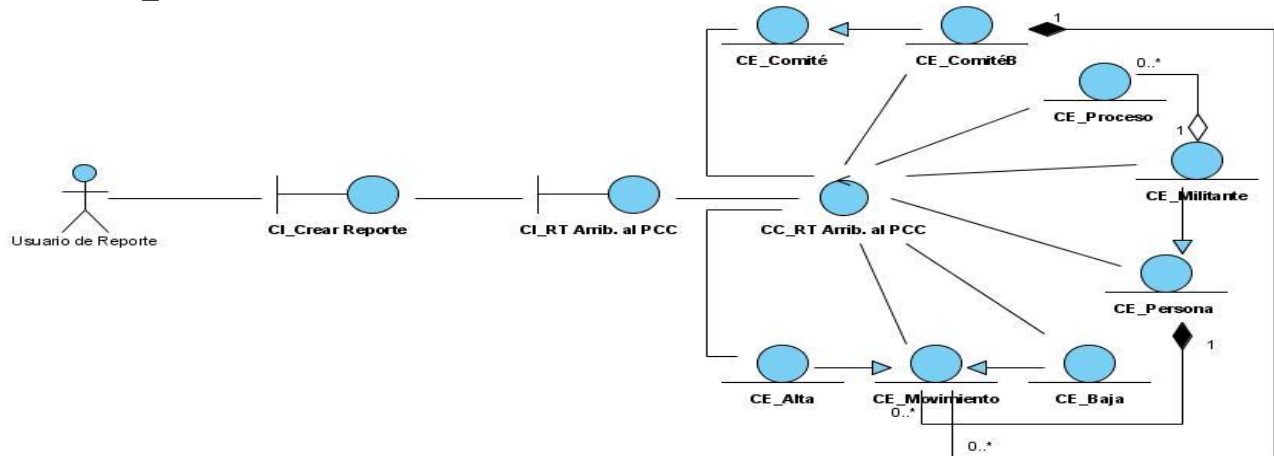 1
CE_Comité
CE_ComitéB
0..*
CE_Proceso
1
CE_Militante
Usuario de Reporte
CI_Crear Reporte
CI_RT Arrib. al PCC
CC_RT Arrib. al PCC
CE_Persona
1
CE_Alta
CE_Movimiento
CE_Baja
0..*
0..*